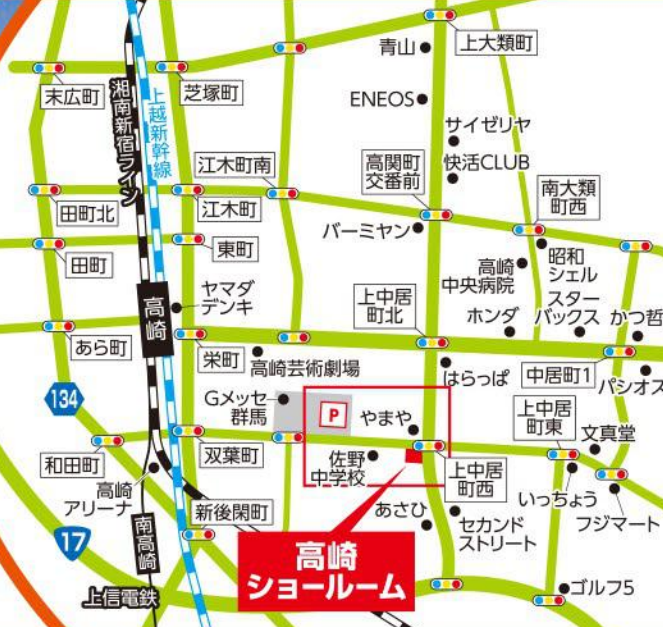 青山
上大類町
末広町
芝塚町
ENEOS
湘南新宿ライン
上越新幹線
サイゼリヤ
江木町南
高関町
交番前
快活CLUB
田町北
江木町
南大類
町西
バーミヤン
田町
東町
昭和
シェル
高崎
中央病院
ヤマダ
デンキ
高崎
上中居
町北
ホンダ
スター
バックス
かつ哲
あら町
栄町
高崎芸術劇場
はらっぱ
中居町1
パシオス
134
Gメッセ
群馬
P
やまや
上中居
町東
文真堂
和田町
双葉町
佐野
中学校
上中居
町西
高崎
アリーナ
いっちょう
新後閑町
あさひ
セカンド
ストリート
フジマート
17
南高崎
高崎
ショールーム
上信電鉄
ゴルフ5